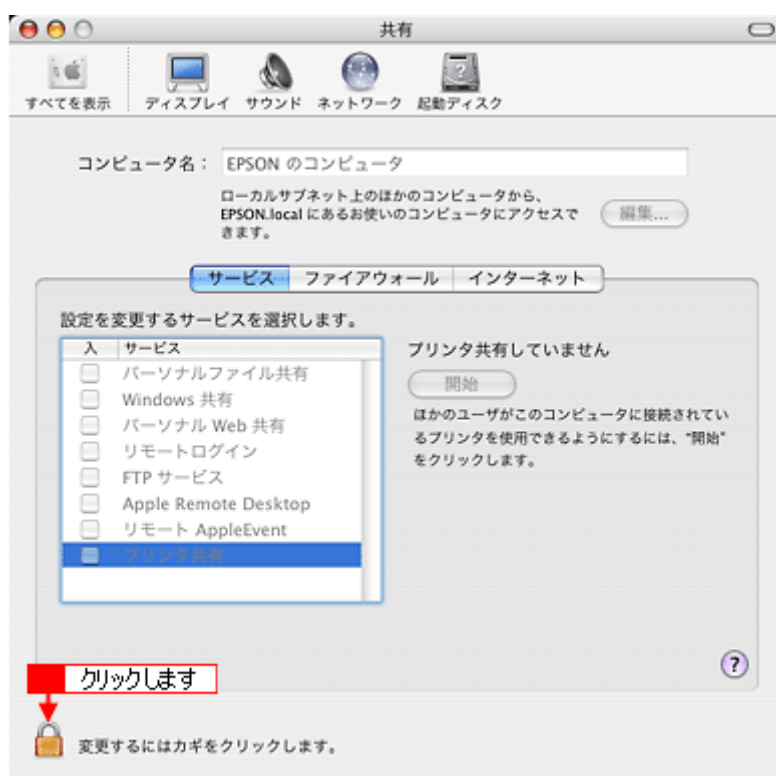 共有
すべてを表示 ディスプレイ サウンド ネットワーク 起動ディスク
コンピュータ名： EPSON のコンピュータ
ローカルサブネット上のほかのコンピュータから、
EPSON.local にあるお使いのコンピュータにアクセスで
きます。
編集...
サービス ファイアウォール インターネット
設定を変更するサービスを選択します。
入 サービス
パーソナルファイル共有
Windows 共有
パーソナル Web 共有
リモートログイン
FTP サービス
Apple Remote Desktop
リモート AppleEvent
プリンタ共有
プリンタ共有していません
開始
ほかのユーザがこのコンピュータに接続されてい
るプリンタを使用できるようにするには、“開始”
をクリックします。
?
クリックします
変更するにはカギをクリックします。